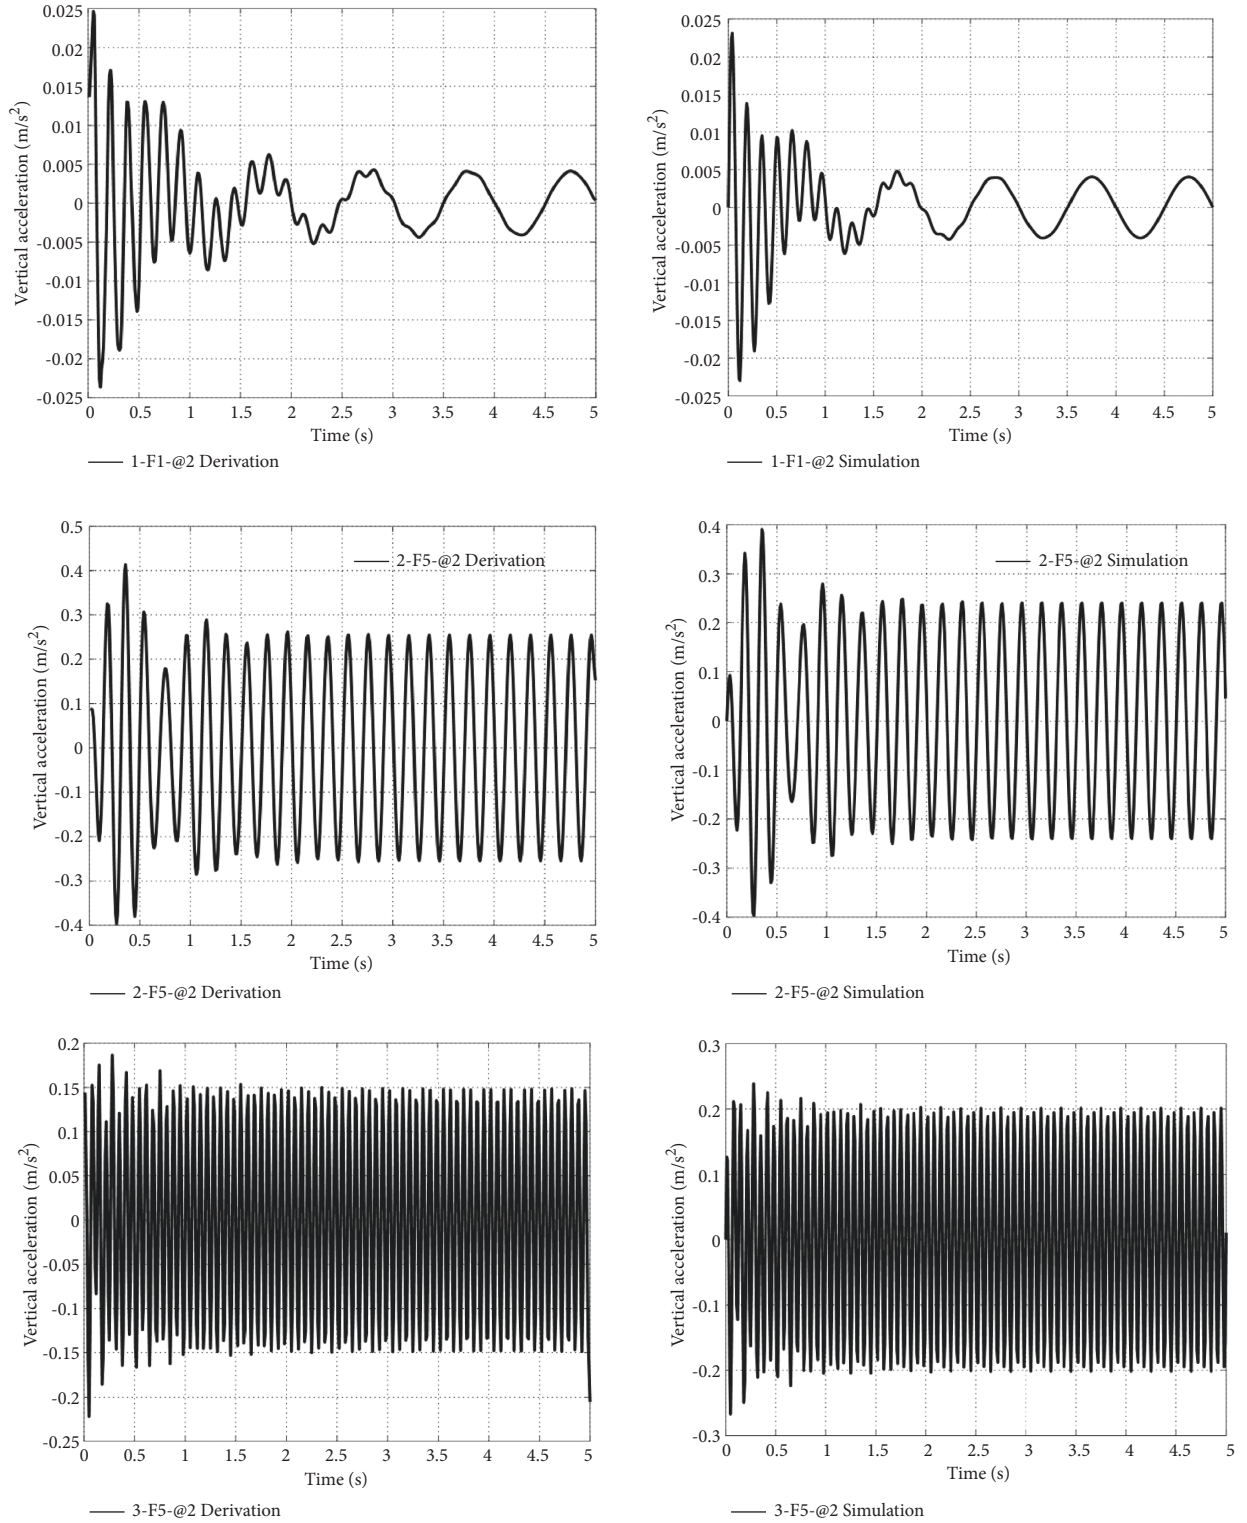 0.025
0.02
0.015
0.01
0.005
0
-0.005
-0.01
-0.015
-0.02
-0.025
Vertical acceleration (m/s²)
0 0.5 1 1.5 2 2.5 3 3.5 4 4.5 5
Time (s)
1-F1-@2 Derivation
0.025
0.02
0.015
0.01
0.005
0
-0.005
-0.01
-0.015
-0.02
-0.025
Vertical acceleration (m/s²)
0 0.5 1 1.5 2 2.5 3 3.5 4 4.5 5
Time (s)
1-F1-@2 Simulation
0.5
0.4
0.3
0.2
0.1
0
-0.1
-0.2
-0.3
-0.4
Vertical acceleration (m/s²)
2-F5-@2 Derivation
0 0.5 1 1.5 2 2.5 3 3.5 4 4.5 5
Time (s)
2-F5-@2 Derivation
0.4
0.3
0.2
0.1
0
-0.1
-0.2
-0.3
-0.4
Vertical acceleration (m/s²)
2-F5-@2 Simulation
0 0.5 1 1.5 2 2.5 3 3.5 4 4.5 5
Time (s)
2-F5-@2 Simulation
0.2
0.15
0.1
0.05
0
-0.05
-0.1
-0.15
-0.2
-0.25
Vertical acceleration (m/s²)
0 0.5 1 1.5 2 2.5 3 3.5 4 4.5 5
Time (s)
3-F5-@2 Derivation
0.3
0.2
0.1
0
-0.1
-0.2
-0.3
Vertical acceleration (m/s²)
0 0.5 1 1.5 2 2.5 3 3.5 4 4.5 5
Time (s)
3-F5-@2 Simulation